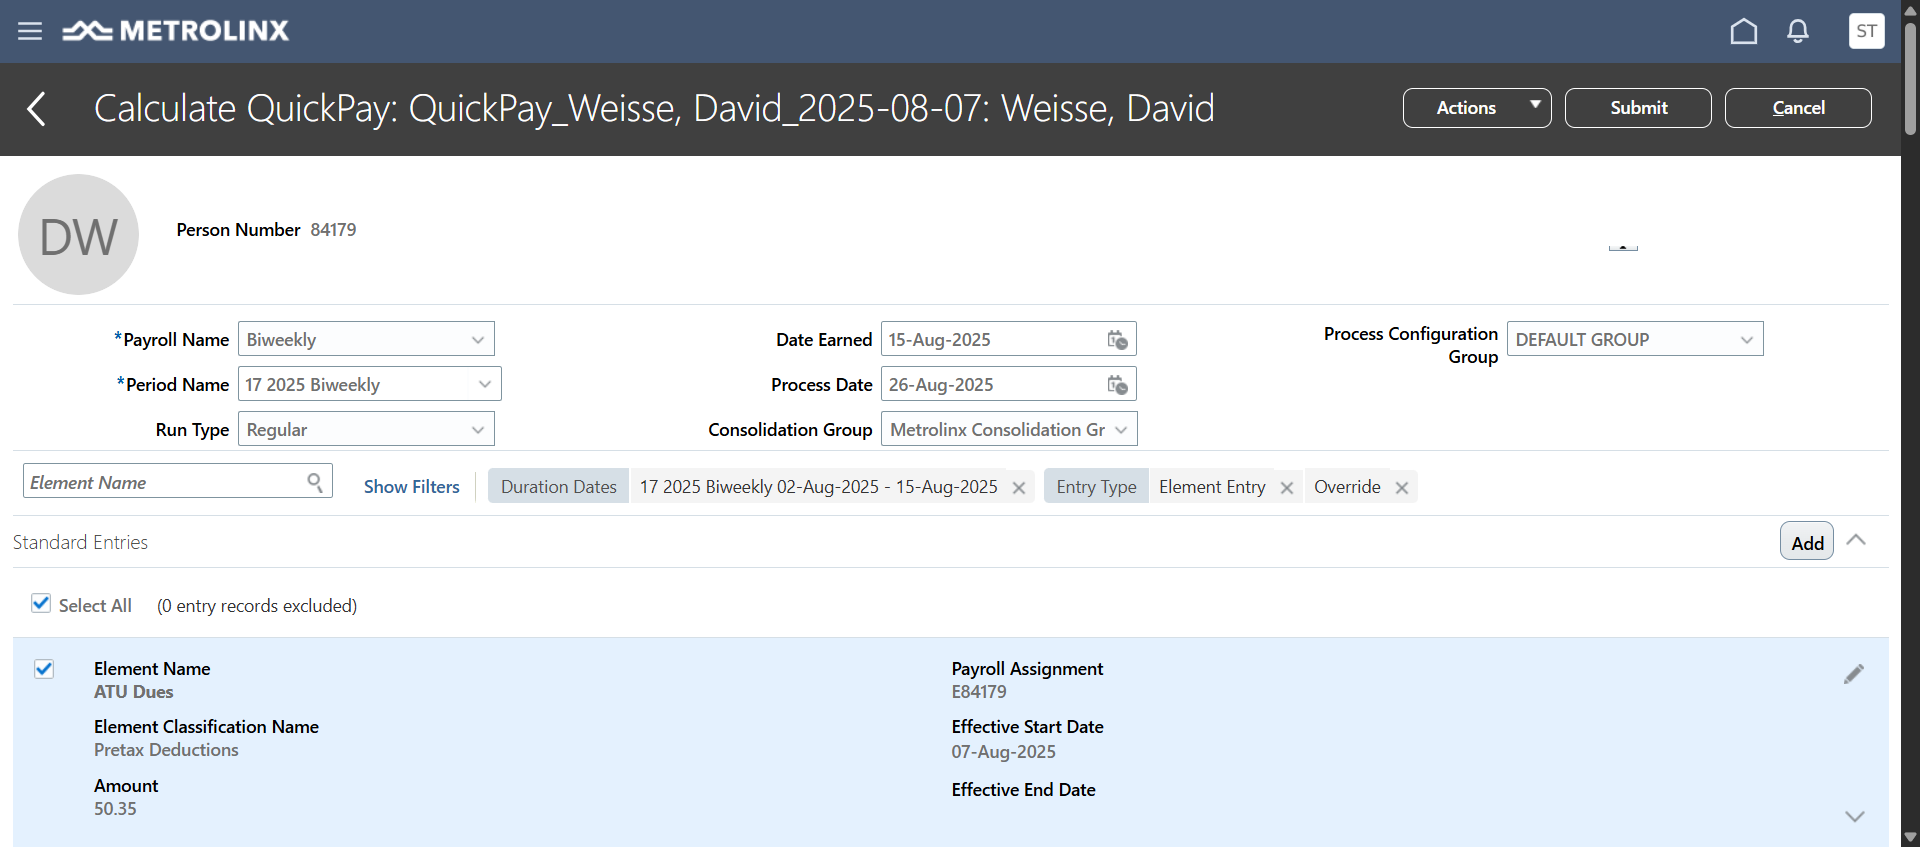 METROLINX
ST
Calculate QuickPay: QuickPay_Weisse, David_2025-08-07: Weisse, David
Actions
Submit
Cancel
DW
Person Number 84179
*Payroll Name Biweekly
Date Earned 15-Aug-2025
Process Configuration Group DEFAULT GROUP
*Period Name 17 2025 Biweekly
Process Date 26-Aug-2025
Run Type Regular
Consolidation Group Metrolinx Consolidation Gr
Element Name
Show Filters
Duration Dates 17 2025 Biweekly 02-Aug-2025 - 15-Aug-2025
Entry Type Element Entry
Override
Standard Entries
Add
Select All (0 entry records excluded)
Element Name
ATU Dues
Payroll Assignment
E84179
Element Classification Name
Pretax Deductions
Effective Start Date
07-Aug-2025
Amount
50.35
Effective End Date